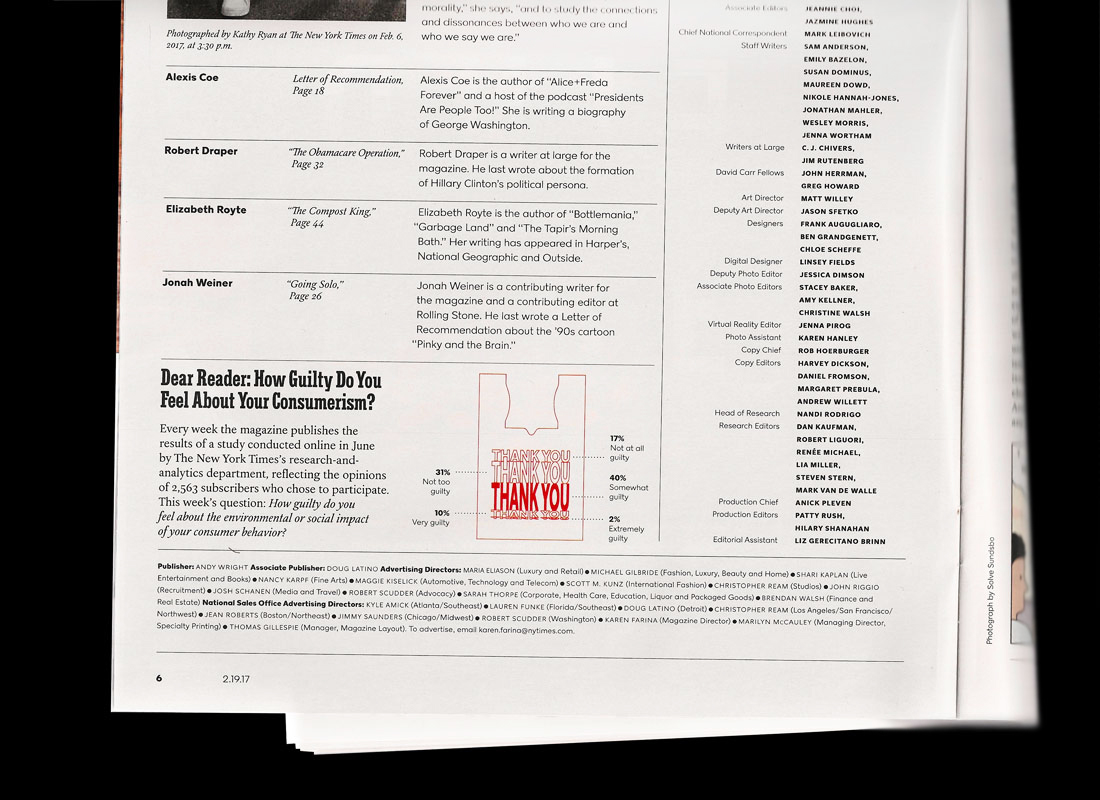 morality," she says, "and to study the connections
and dissonances between who we are and
who we say we are."
Photographed by Kathy Ryan at The New York Times on Feb. 6,
2017, at 3:30 p.m.
Alexis Coe
Letter of Recommendation,
Page 18
Alexis Coe is the author of "Alice+Freda
Forever" and a host of the podcast "Presidents
Are People Too!" She is writing a biography
of George Washington.
Robert Draper
"The Obamacare Operation,"
Page 32
Robert Draper is a writer at large for the
magazine. He last wrote about the formation
of Hillary Clinton's political persona.
Elizabeth Royte
"The Compost King,"
Page 44
Elizabeth Royte is the author of "Bottlemania,"
"Garbage Land" and "The Tapir's Morning
Bath." Her writing has appeared in Harper's,
National Geographic and Outside.
Jonah Weiner
"Going Solo,"
Page 26
Jonah Weiner is a contributing writer for
the magazine and a contributing editor at
Rolling Stone. He last wrote a Letter of
Recommendation about the '90s cartoon
"Pinky and the Brain."
Dear Reader: How Guilty Do You
Feel About Your Consumerism?
Every week the magazine publishes the
results of a study conducted online in June
by The New York Times's research-and-
analytics department, reflecting the opinions
of 2,563 subscribers who chose to participate.
This week's question: How guilty do you
feel about the environmental or social impact
of your consumer behavior?
THANK YOU
THANK YOU
THANK YOU
THANK YOU
31%
Not too
guilty
10%
Very guilty
17%
Not at all
guilty
40%
Somewhat
guilty
2%
Extremely
guilty
Associate Editors JEANNIE CHOI,
JAZMINE HUGHES
Chief National Correspondent MARK LEIBOVICH
Staff Writers SAM ANDERSON,
EMILY BAZELON,
SUSAN DOMINUS,
MAUREEN DOWD,
NIKOLE HANNAH-JONES,
JONATHAN MAHLER,
WESLEY MORRIS,
JENNA WORTHAM
Writers at Large C. J. CHIVERS,
JIM RUTENBERG
David Carr Fellows JOHN HERRMAN,
GREG HOWARD
Art Director MATT WILLEY
Deputy Art Director JASON SFETKO
Designers FRANK AUGUGLIARO,
BEN GRANDGENETT,
CHLOE SCHEFFE
Digital Designer LINSEY FIELDS
Deputy Photo Editor JESSICA DIMSON
Associate Photo Editors STACEY BAKER,
AMY KELLNER,
CHRISTINE WALSH
Virtual Reality Editor JENNA PIROG
Photo Assistant KAREN HANLEY
Copy Chief ROB HOERBURGER
Copy Editors HARVEY DICKSON,
DANIEL FROMSON,
MARGARET PREBULA,
ANDREW WILLETT
Head of Research NANDI RODRIGO
Research Editors DAN KAUFMAN,
ROBERT LIGUORI,
RENÉE MICHAEL,
LIA MILLER,
STEVEN STERN,
MARK VAN DE WALLE
Production Chief ANICK PLEVEN
Production Editors PATTY RUSH,
HILARY SHANAHAN
Editorial Assistant LIZ GERECITANO BRINN
Publisher: ANDY WRIGHT Associate Publisher: DOUG LATINO Advertising Directors: MARIA ELIASON (Luxury and Retail) ● MICHAEL GILBRIDE (Fashion, Luxury, Beauty and Home) ● SHARI KAPLAN (Live
Entertainment and Books) ● NANCY KARPF (Fine Arts) ● MAGGIE KISELICK (Automotive, Technology and Telecom) ● SCOTT M. KUNZ (International Fashion) ● CHRISTOPHER REAM (Studios) ● JOHN RIGGIO
(Recruitment) ● JOSH SCHANEN (Media and Travel) ● ROBERT SCUDDER (Advocacy) ● SARAH THORPE (Corporate, Health Care, Education, Liquor and Packaged Goods) ● BRENDAN WALSH (Finance and
Real Estate) National Sales Office Advertising Directors: KYLE AMICK (Atlanta/Southeast) ● LAUREN FUNKE (Florida/Southeast) ● DOUG LATINO (Detroit) ● CHRISTOPHER REAM (Los Angeles/San Francisco/
Northwest) ● JEAN ROBERTS (Boston/Northeast) ● JIMMY SAUNDERS (Chicago/Midwest) ● ROBERT SCUDDER (Washington) ● KAREN FARINA (Magazine Director) ● MARILYN McCAULEY (Managing Director,
Specialty Printing) ● THOMAS GILLESPIE (Manager, Magazine Layout). To advertise, email karen.farina@nytimes.com.
6
2.19.17
Photograph by Sølve Sundsbø